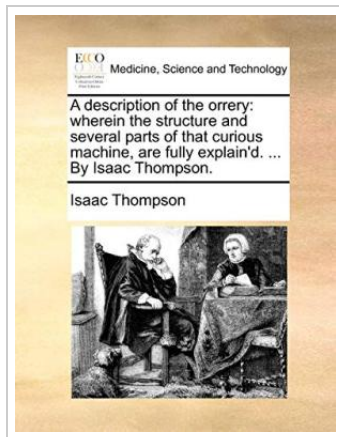 ECCO
Medicine, Science and Technology
A description of the orrery:
wherein the structure and
several parts of that curious
machine, are fully explain'd. ...
By Isaac Thompson.
Isaac Thompson